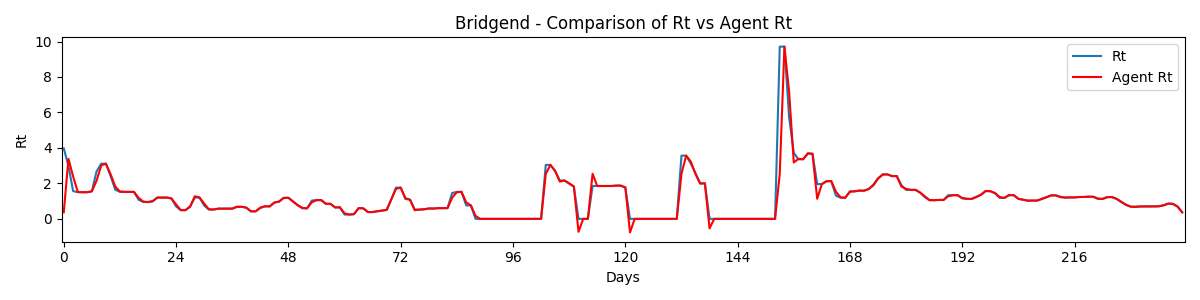 Bridgend - Comparison of Rt vs Agent Rt
10
8
6
4
2
0
Rt
Rt
Agent Rt
0 24 48 72 96 120 144 168 192 216
Days